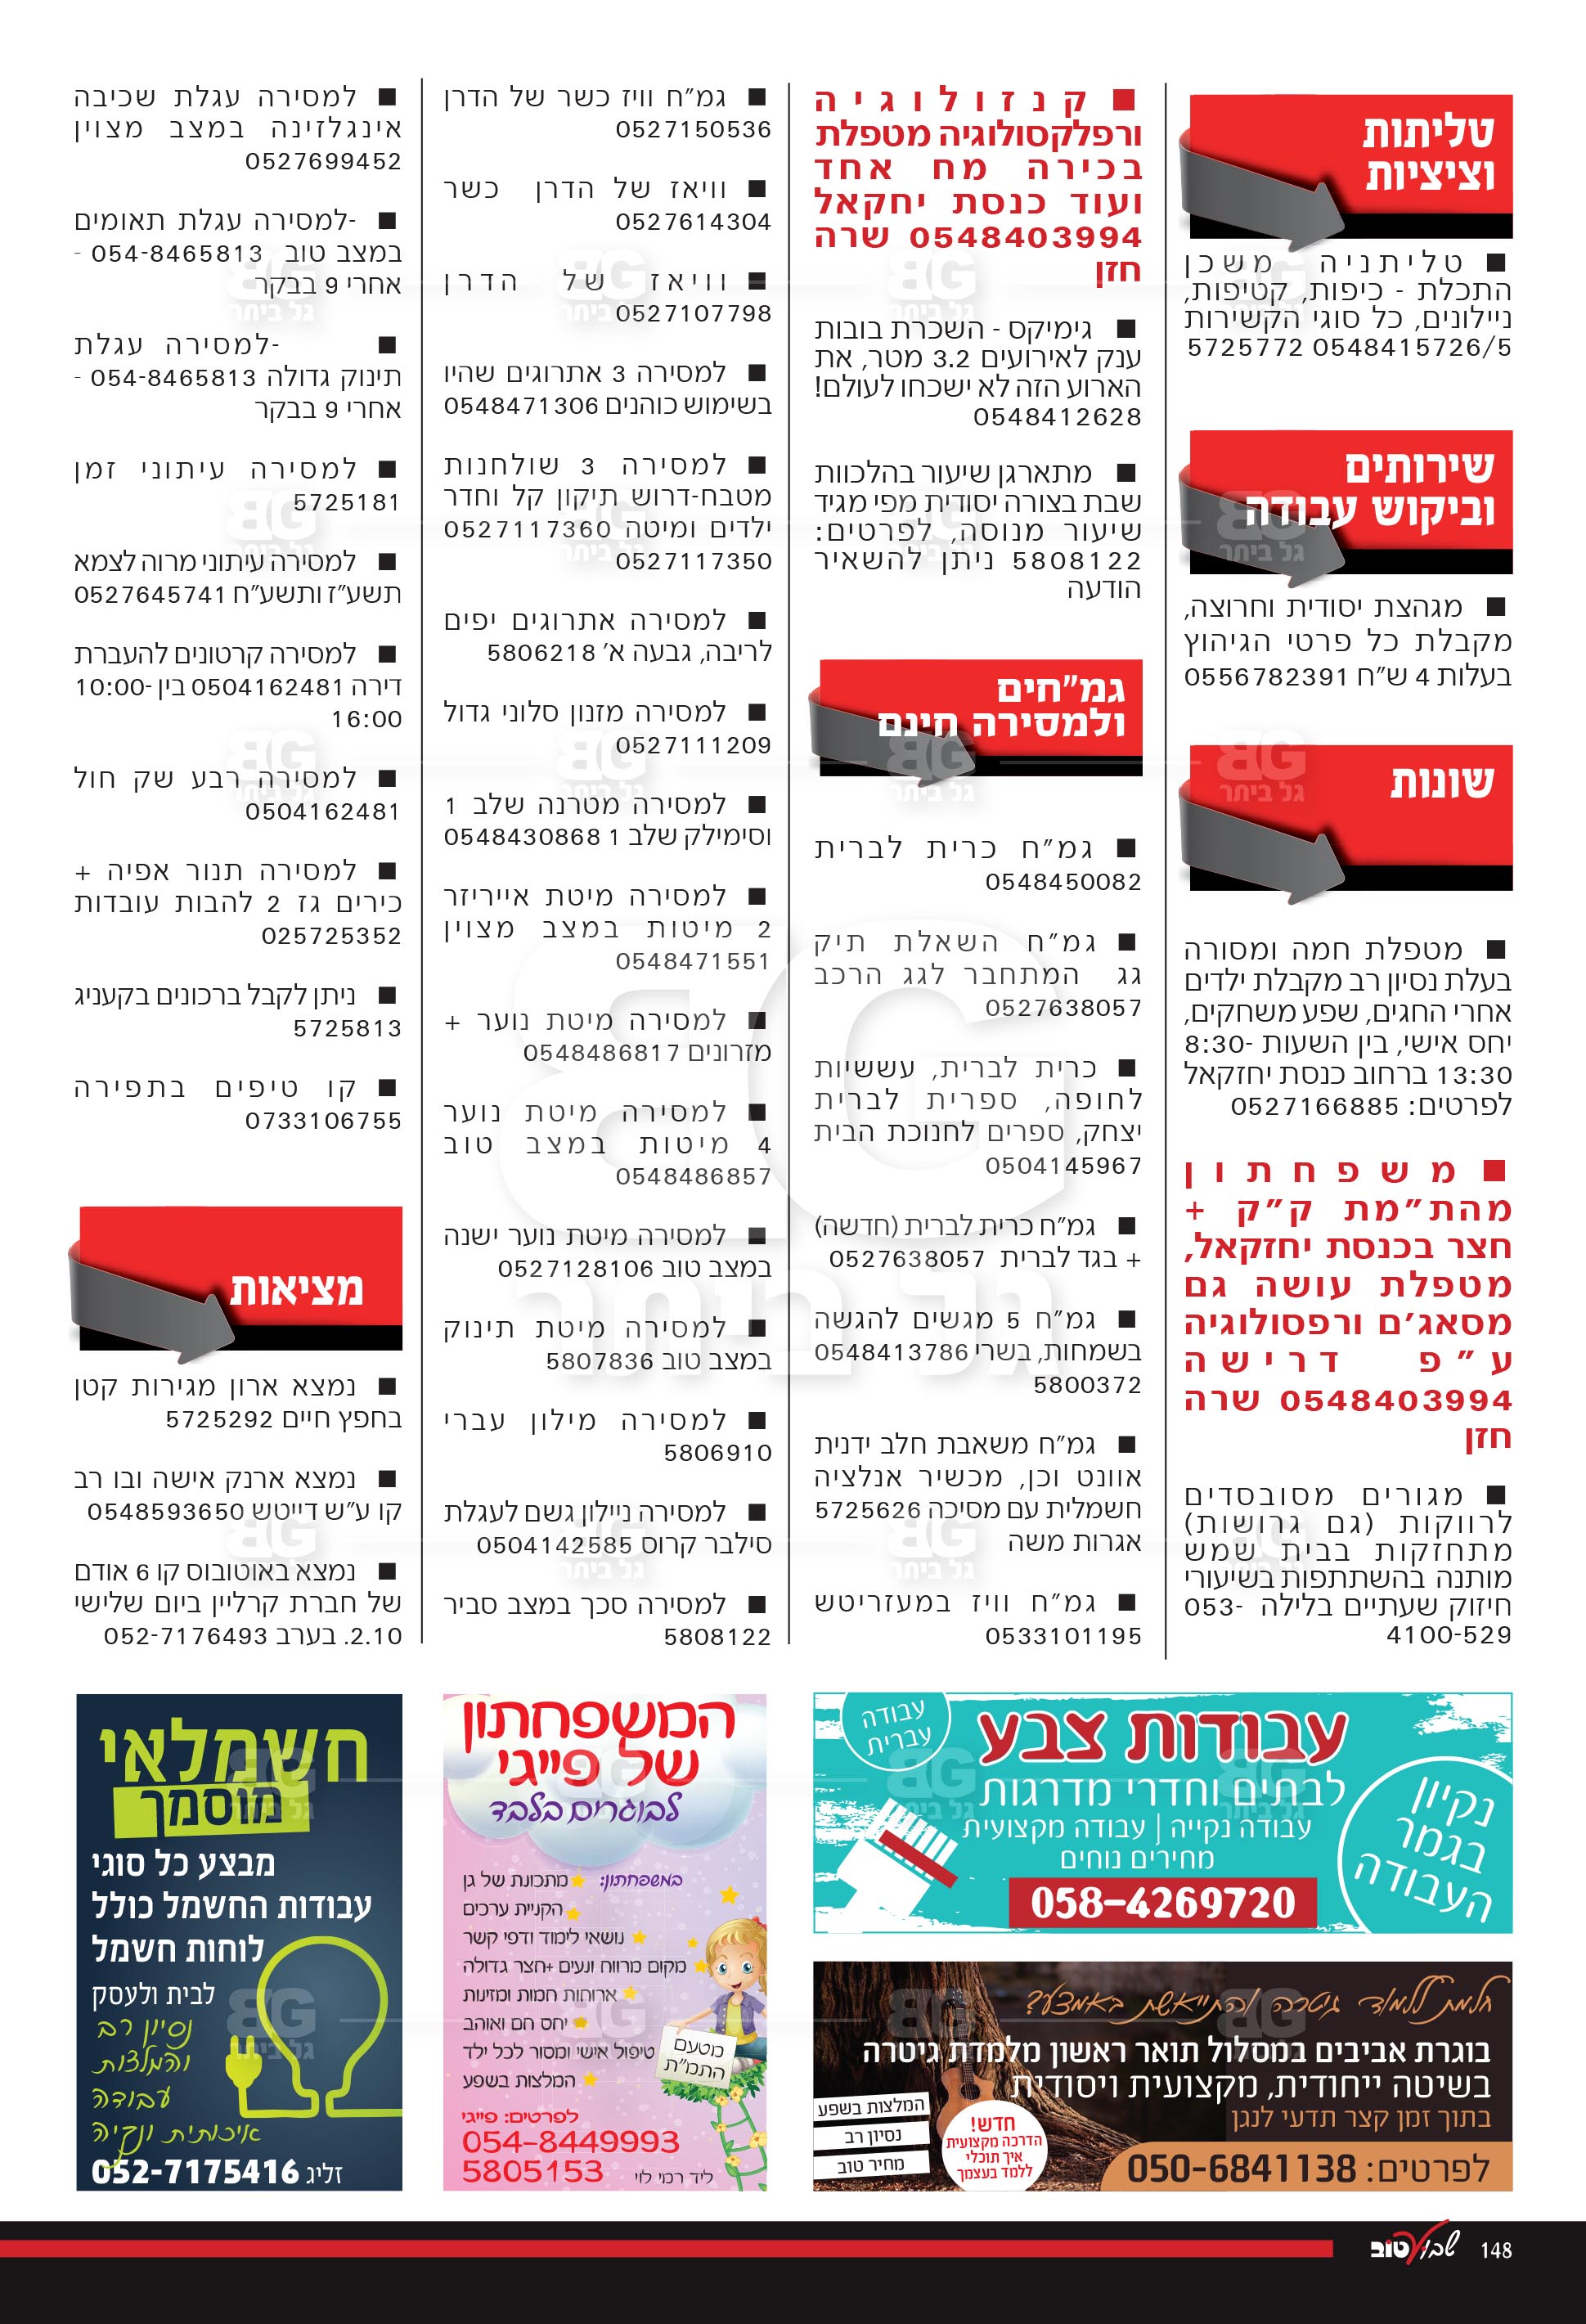 טליתות
וציציות
■ טליתניה משכן
התכלת - כיפות, קטיפות,
ניילונים, כל סוגי הקשירות
5725772 0548415726/5
שירותים
וביקוש עבודה
■ מגהצת יסודית וחרוצה,
מקבלת כל פרטי הגיהוץ
בעלות 4 ש"ח 0556782391
שונות
■ מטפלת חמה ומסורה
בעלת נסיון רב מקבלת ילדים
אחרי החגים, שפע משחקים,
יחס אישי, בין השעות 8:30-
13:30 ברחוב כנסת יחזקאל
לפרטים: 0527166885
■ משפחתון
מהת"מת ק"ק +
חצר בכנסת יחזקאל,
מטפלת עושה גם
מסאג'ם ורפסולוגיה
ע"פ דרישה
0548403994 שרה
חזן
■ מגורים מסובסדים
לרווקות (גם גרושות)
מתחזקות בבית שמש
מותנה בהשתתפות בשיעורי
חיזוק שעתיים בלילה 053-
4100-529
■ קנזולוגיה
ורפלקסולוגיה מטפלת
בכירה מח אחד
ועוד כנסת יחקאל
0548403994 שרה
חזן
■ גימיקס - השכרת בובות
ענק לאירועים 3.2 מטר, את
הארוע הזה לא ישכחו לעולם!
0548412628
■ מתארגן שיעור בהלכוות
שבת בצורה יסודית מפי מגיד
שיעור מנוסה, לפרטים:
5808122 ניתן להשאיר
הודעה
גמ"חים
ולמסירה חינם
■ גמ"ח כרית לברית
0548450082
■ גמ"ח השאלת תיק
גג המתחבר לגג הרכב
0527638057
■ כרית לברית, עששיות
לחופה, ספרית לברית
יצחק, ספרים לחנוכת הבית
0504145967
■ גמ"ח כרית לברית (חדשה)
+ בגד לברית 0527638057
■ גמ"ח 5 מגשים להגשה
בשמחות, בשרי 0548413786
5800372
■ גמ"ח משאבת חלב ידנית
אוונט וכן, מכשיר אנלציה
חשמלית עם מסיכה 5725626
אגרות משה
■ גמ"ח וויז במעזריטש
0533101195
■ גמ"ח וויז כשר של הדרן
0527150536
■ וויאז של הדרן כשר
0527614304
■ וויאז של הדרן
0527107798
■ למסירה 3 אתרוגים שהיו
בשימוש כוהנים 0548471306
■ למסירה 3 שולחנות
מטבח-דרוש תיקון קל וחדר
ילדים ומיטה 0527117360
0527117350
■ למסירה אתרוגים יפים
לריבה, גבעה א' 5806218
■ למסירה מזנון סלוני גדול
0527111209
■ למסירה מטרנה שלב 1
וסימילק שלב 1 0548430868
■ למסירה מיטת אייריזר
2 מיטות במצב מצוין
0548471551
■ למסירה מיטת נוער +
מזרונים 0548486817
■ למסירה מיטת נוער
4 מיטות במצב טוב
0548486857
■ למסירה מיטת נוער ישנה
במצב טוב 0527128106
■ למסירה מיטת תינוק
במצב טוב 5807836
■ למסירה מילון עברי
5806910
■ למסירה ניילון גשם לעגלת
סילבר קרוס 0504142585
■ למסירה סכך במצב סביר
5808122
■ למסירה עגלת שכיבה
אינגלזינה במצב מצוין
0527699452
■ -למסירה עגלת תאומים
במצב טוב 054-8465813 -
אחרי 9 בבקר
■ -למסירה עגלת
תינוק גדולה 054-8465813 -
אחרי 9 בבקר
■ למסירה עיתוני זמן
5725181
■ למסירה עיתוני מרוה לצמא
תשע"ז ותשע"ח 0527645741
■ למסירה קרטונים להעברת
דירה 0504162481 בין 10:00-
16:00
■ למסירה רבע שק חול
0504162481
■ למסירה תנור אפיה +
כירים גז 2 להבות עובדות
025725352
■ ניתן לקבל ברכונים בקעניג
5725813
■ קו טיפים בתפירה
0733106755
מציאות
■ נמצא ארון מגירות קטן
בחפץ חיים 5725292
■ נמצא ארנק אישה ובו רב
קו ע"ש דייטש 0548593650
■ נמצא באוטובוס קו 6 אודם
של חברת קרליין ביום שלישי
2.10. בערב 052-7176493
עבודות צבע
לבתים וחדרי מדרגות
עבודה נקייה | עבודה מקצועית
מחירים נוחים
058-4269720
עבודה
עברית
נקיון
בגמר
העבודה
חלמת ללמוד גיטרה והתייאשת באמצע?
בוגרת אביבים במסלול תואר ראשון מלמדת גיטרה
בשיטה ייחודית, מקצועית ויסודית
בתוך זמן קצר תדעי לנגן
לפרטים: 050-6841138
חדש!
הדרכה מקצועית
איך תוכלי
ללמד בעצמך
המלצות בשפע
נסיון רב
מחיר טוב
המשפחתון
של פייגי
לבוגרים בלבד
במשפחתון: מתכונת של גן
הקניית ערכים
נושאי לימוד ודפי קשר
מקום מרווח ונעים +חצר גדולה
ארוחות חמות ומזינות
יחס חם ואוהב
טיפול אישי ומסור לכל ילד
המלצות בשפע
מטעם
התמ"ת
לפרטים: פייגי
054-8449993
5805153
ליד רמי לוי
חשמלאי
מוסמך
מבצע כל סוגי
עבודות החשמל כולל
לוחות חשמל
לבית ולעסק
נסיון רב
והמלצות
עבודה
איכותית ונקיה
זליג 052-7175416
BG
גל ביתר
148 שבוע טוב